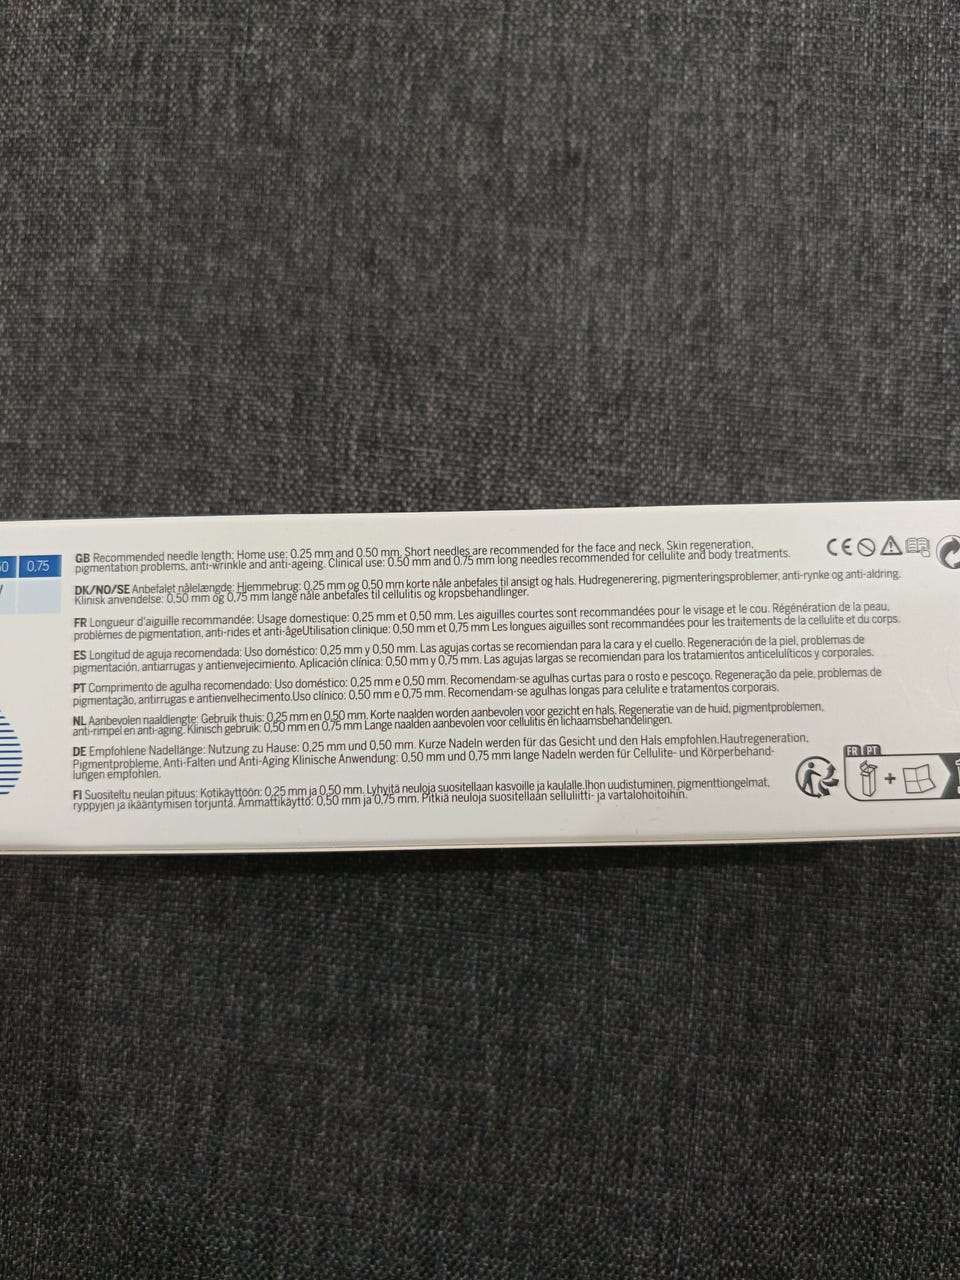 0,75
GB Recommended needle length: Home use: 0.25 mm and 0.50 mm. Short needles are recommended for the face and neck. Skin regeneration,
pigmentation problems, anti-wrinkle and anti-ageing. Clinical use: 0.50 mm and 0.75 mm long needles recommended for cellulite and body treatments.
DK/NO/SE Anbefalet nålelængde: Hjemmebrug: 0,25 mm og 0,50 mm korte nåle anbefales til ansigt og hals. Hudregenerering, pigmenteringsproblemer, anti-rynke og anti-aldring.
Klinisk anvendelse: 0,50 mm og 0,75 mm lange nåle anbefales til cellulitis og kropsbehandlinger.
FR Longueur d'aiguille recommandée: Usage domestique: 0,25 mm et 0,50 mm. Les aiguilles courtes sont recommandées pour le visage et le cou. Régénération de la peau,
problèmes de pigmentation, anti-rides et anti-âgeUtilisation clinique: 0,50 mm et 0,75 mm Les longues aiguilles sont recommandées pour les traitements de la cellulite et du corps.
ES Longitud de aguja recomendada: Uso doméstico: 0,25 mm y 0,50 mm. Las agujas cortas se recomiendan para la cara y el cuello. Regeneración de la piel, problemas de
pigmentación, antiarrugas y antienvejecimiento. Aplicación clínica: 0,50 mm y 0,75 mm. Las agujas largas se recomiendan para los tratamientos anticelulíticos y corporales.
PT Comprimento de agulha recomendado: Uso doméstico: 0,25 mm e 0,50 mm. Recomendam-se agulhas curtas para o rosto e pescoço. Regeneração da pele, problemas de
pigmentação, antirrugas e antienvelhecimento.Uso clínico: 0,50 mm e 0,75 mm. Recomendam-se agulhas longas para celulite e tratamentos corporais.
NL Aanbevolen naaldlengte: Gebruik thuis: 0,25 mm en 0,50 mm. Korte naalden worden aanbevolen voor gezicht en hals. Regeneratie van de huid, pigmentproblemen,
anti-rimpel en anti-aging. Klinisch gebruik: 0,50 mm en 0,75 mm Lange naalden aanbevolen voor cellulitis en lichaamsbehandelingen.
DE Empfohlene Nadellänge: Nutzung zu Hause: 0,25 mm und 0,50 mm. Kurze Nadeln werden für das Gesicht und den Hals empfohlen.Hautregeneration,
Pigmentprobleme, Anti-Falten und Anti-Aging Klinische Anwendung: 0,50 mm und 0,75 mm lange Nadeln werden für Cellulite- und Körperbehand-
lungen empfohlen.
FI Suositeltu neulan pituus: Kotikäyttöön: 0,25 mm ja 0,50 mm. Lyhyitä neuloja suositellaan kasvoille ja kaulalle.Ihon uudistuminen, pigmenttiongelmat,
ryppyjen ja ikääntymisen torjunta. Ammattikäyttö: 0,50 mm ja 0,75 mm. Pitkiä neuloja suositellaan selluliitti- ja vartalohoitoihin.
CE
FR PT
+